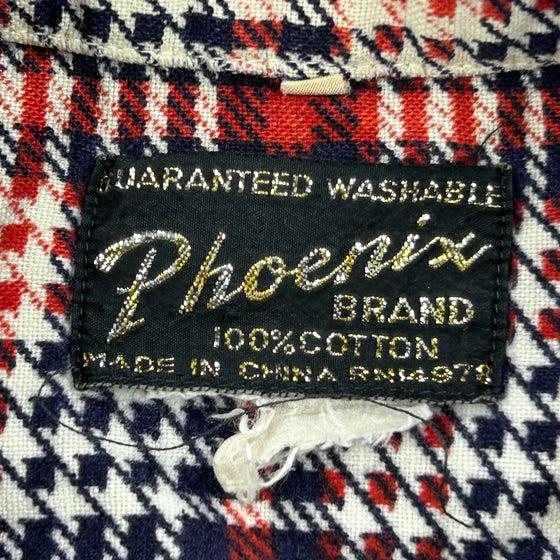 GUARANTEED WASHABLE
Phoenix
BRAND
100% COTTON
MADE IN CHINA RN14978